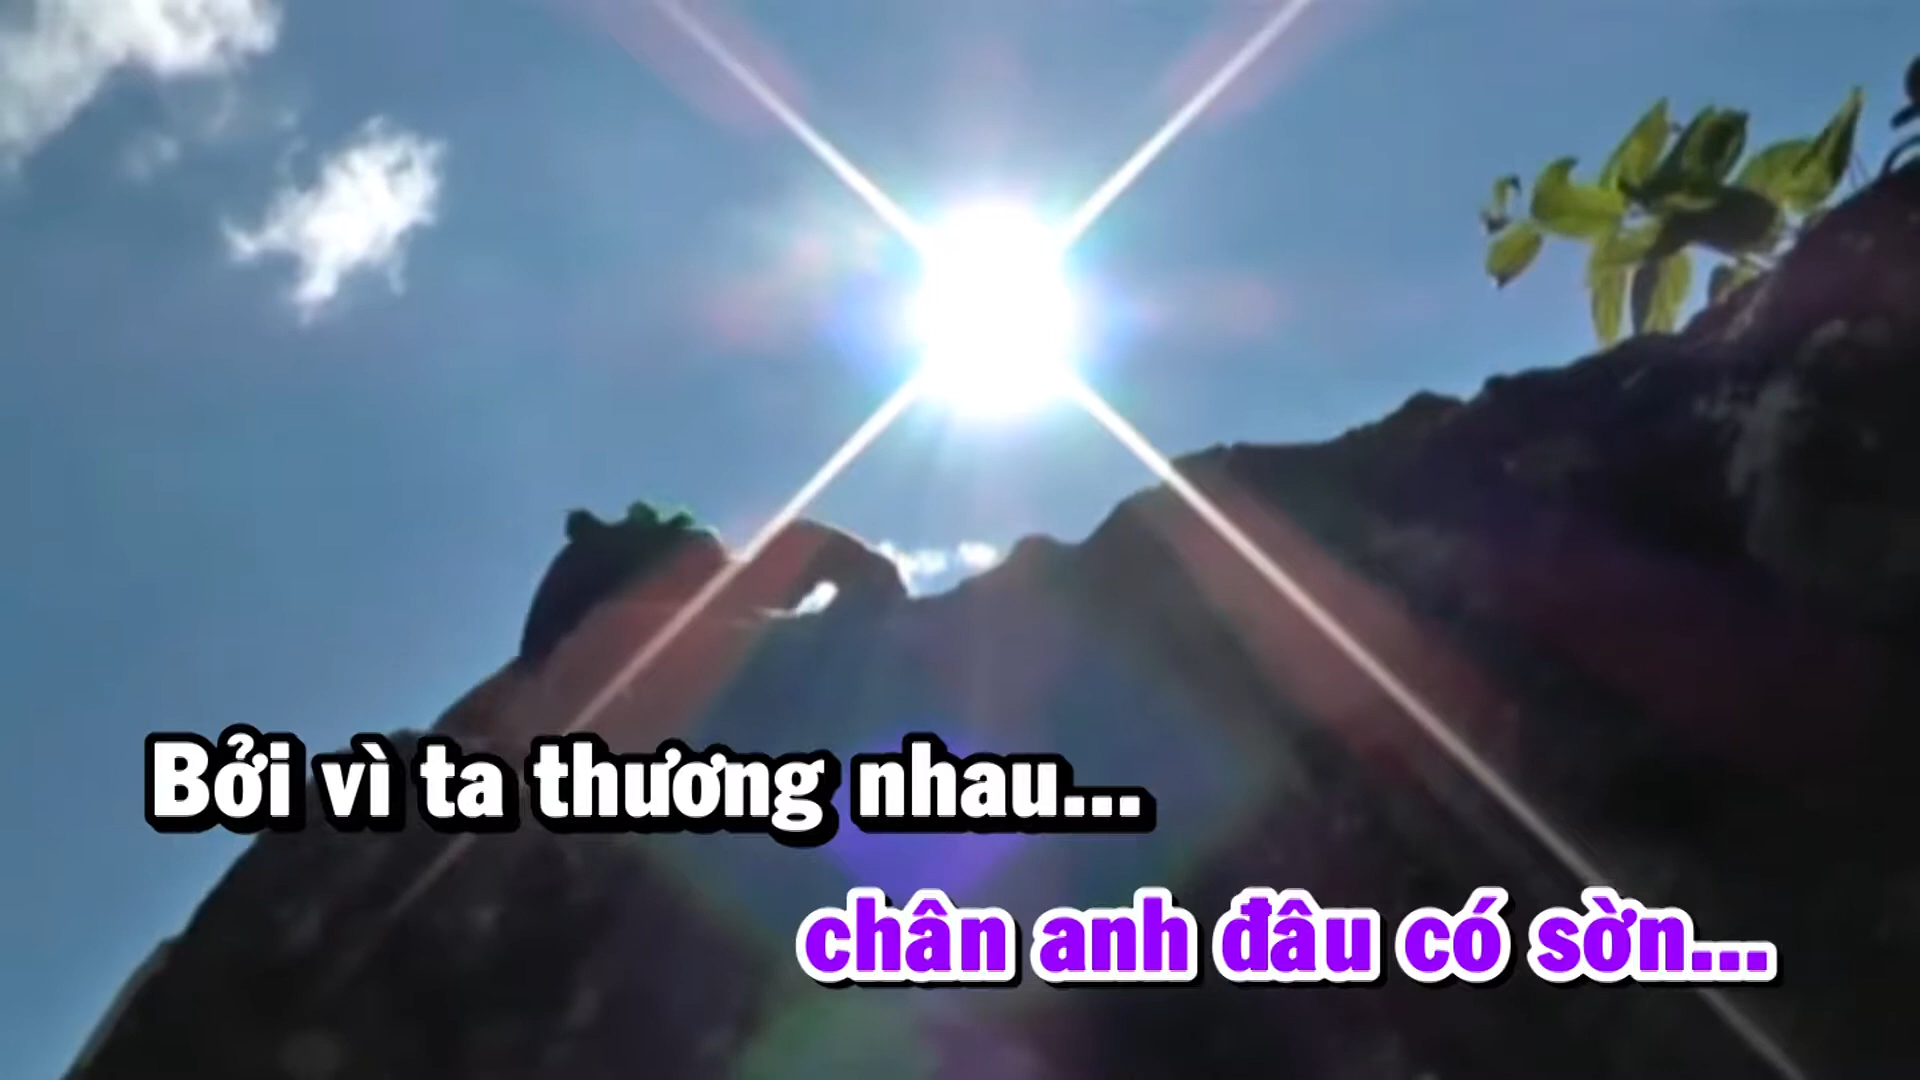 Bởi vì ta thương nhau...
chân anh đâu có sờn...